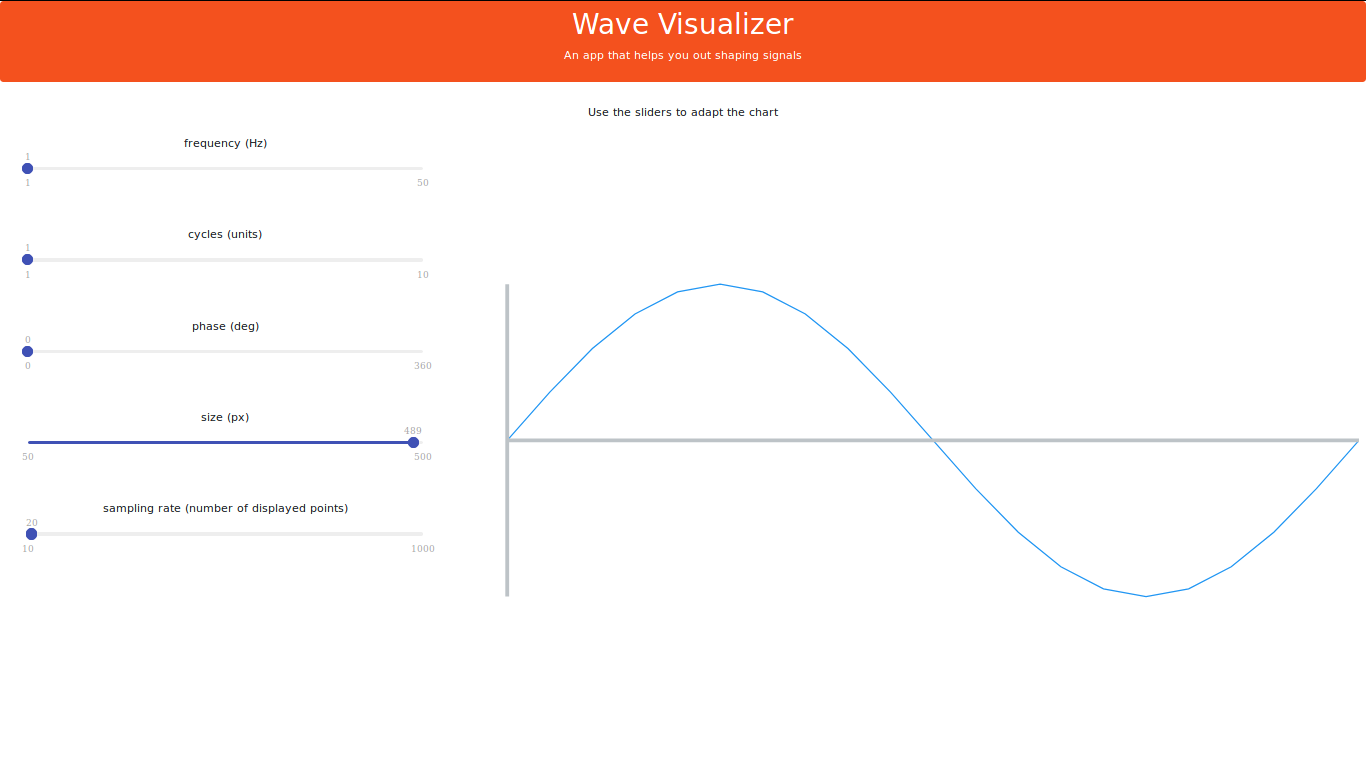 Wave Visualizer
An app that helps you out shaping signals
Use the sliders to adapt the chart
frequency (Hz)
1
1 50
cycles (units)
1
1 10
phase (deg)
0
0 360
size (px)
489
50 500
sampling rate (number of displayed points)
20
10 1000